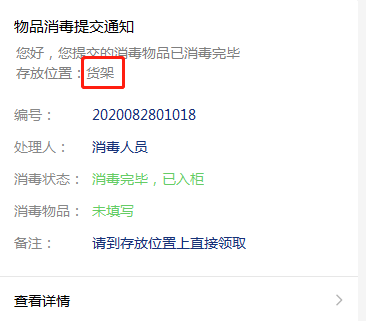 物品消毒提交通知
您好，您提交的消毒物品已消毒完毕
存放位置：货架
编号： 2020082801018
处理人： 消毒人员
消毒状态： 消毒完毕，已入柜
消毒物品： 未填写
备注： 请到存放位置上直接领取
查看详情